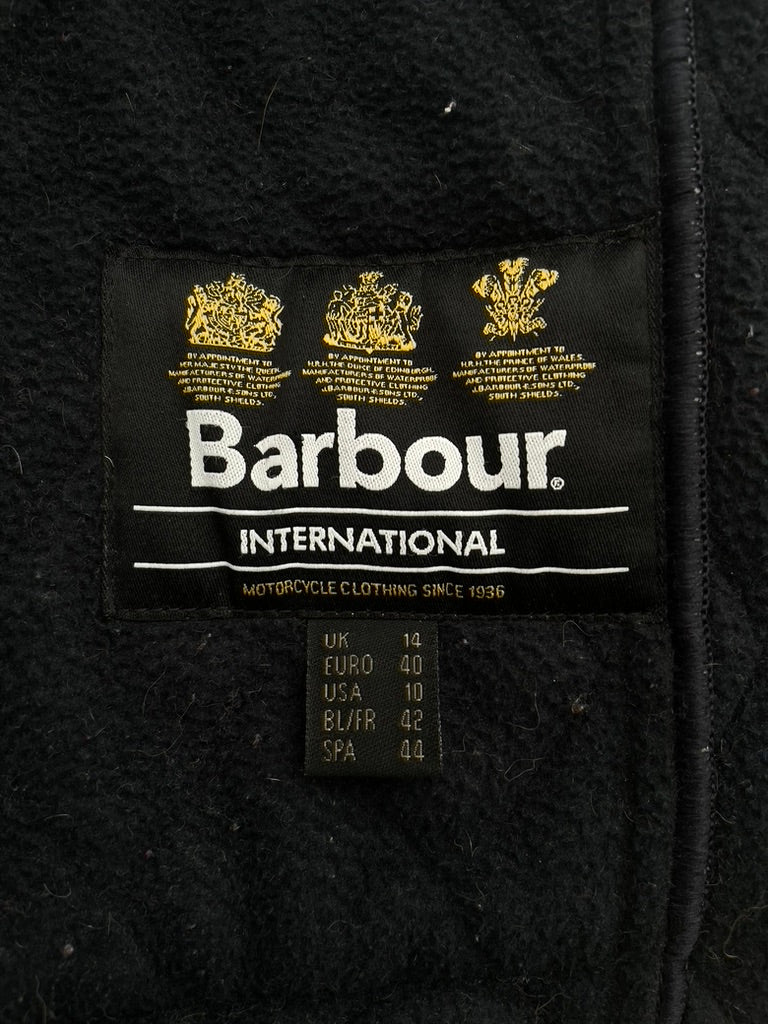 BY APPOINTMENT TO
HER MAJESTY THE QUEEN
MANUFACTURERS OF WATERPROOF
AND PROTECTIVE CLOTHING
J.BARBOUR & SONS LTD.,
SOUTH SHIELDS.
BY APPOINTMENT TO
H.R.H. THE DUKE OF EDINBURGH.
MANUFACTURERS OF WATERPROOF
AND PROTECTIVE CLOTHING
J.BARBOUR & SONS LTD.,
SOUTH SHIELDS.
BY APPOINTMENT TO
H.R.H. THE PRINCE OF WALES.
MANUFACTURERS OF WATERPROOF
AND PROTECTIVE CLOTHING
J.BARBOUR & SONS LTD.,
SOUTH SHIELDS.
Barbour®
INTERNATIONAL
MOTORCYCLE CLOTHING SINCE 1936
UK 14
EURO 40
USA 10
BL/FR 42
SPA 44